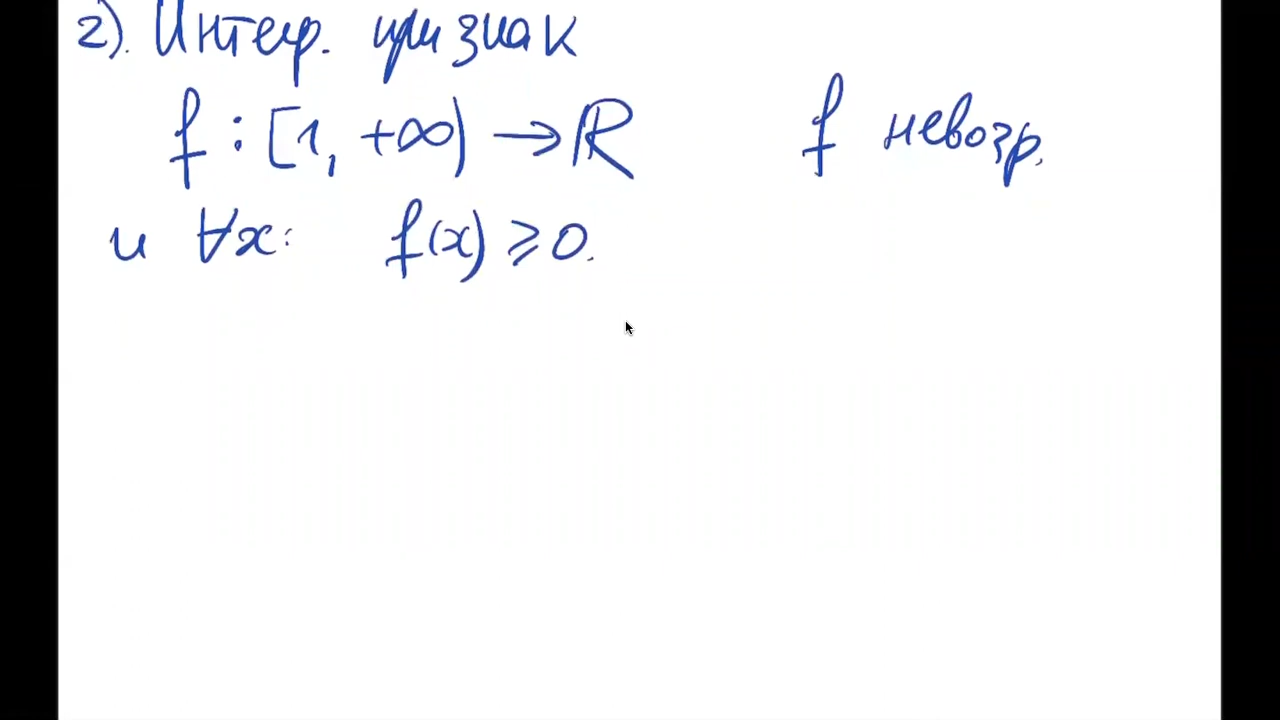 2). Интегр. признак
f : [1, +∞) → ℝ f невозр.
и ∀x: f(x) ⩾ 0.